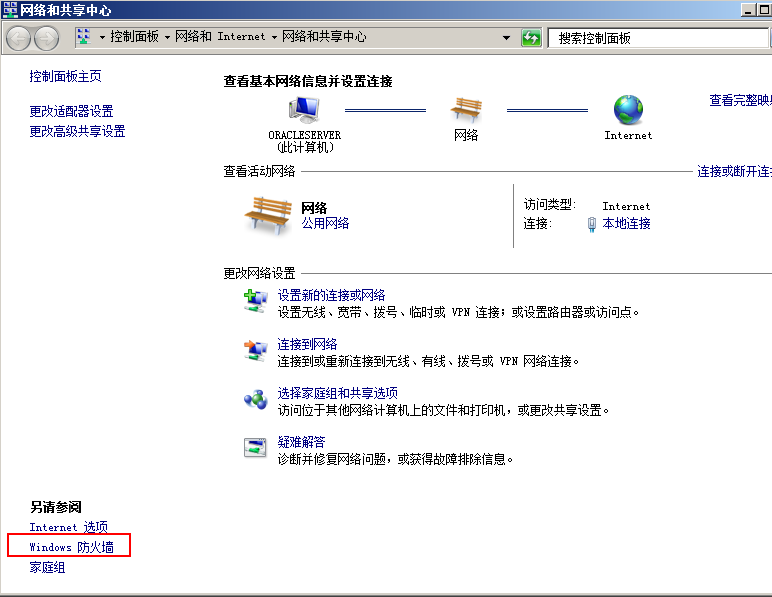 网络和共享中心
控制面板 网络和 Internet 网络和共享中心
搜索控制面板
控制面板主页
更改适配器设置
更改高级共享设置
查看基本网络信息并设置连接
ORACLESERVER
(此计算机)
网络
Internet
查看完整映
查看活动网络
连接或断开连
网络
公用网络
访问类型:
Internet
连接:
本地连接
更改网络设置
设置新的连接或网络
设置无线、宽带、拨号、临时或 VPN 连接；或设置路由器或访问点。
连接到网络
连接到或重新连接到无线、有线、拨号或 VPN 网络连接。
选择家庭组和共享选项
访问位于其他网络计算机上的文件和打印机，或更改共享设置。
疑难解答
诊断并修复网络问题，或获得故障排除信息。
另请参阅
Internet 选项
Windows 防火墙
家庭组